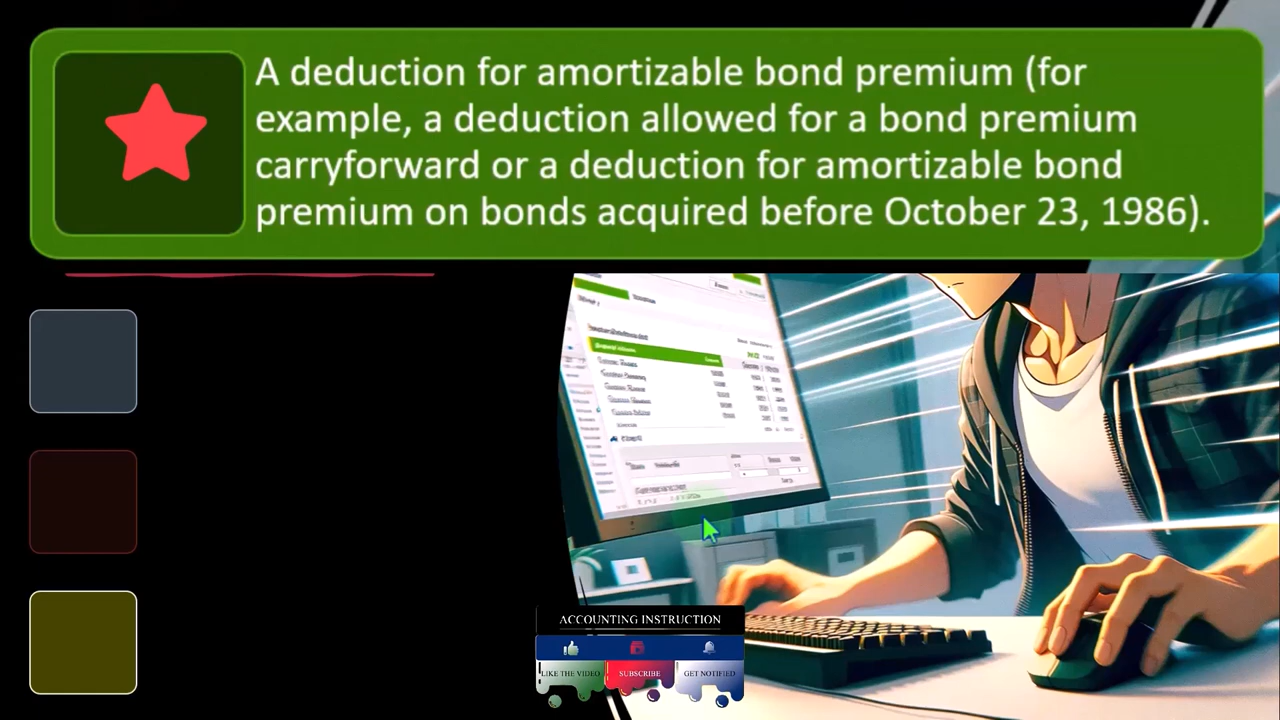 A deduction for amortizable bond premium (for
example, a deduction allowed for a bond premium
carryforward or a deduction for amortizable bond
premium on bonds acquired before October 23, 1986).
ACCOUNTING INSTRUCTION
LIKE THE VIDEO SUBSCRIBE GET NOTIFIED